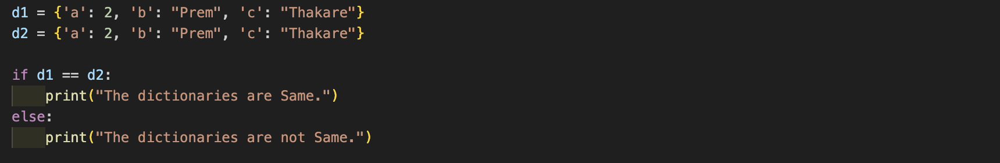 d1 = {'a': 2, 'b': "Prem", 'c': "Thakare"}
d2 = {'a': 2, 'b': "Prem", 'c': "Thakare"}

if d1 == d2:
    print("The dictionaries are Same.")
else:
    print("The dictionaries are not Same.")